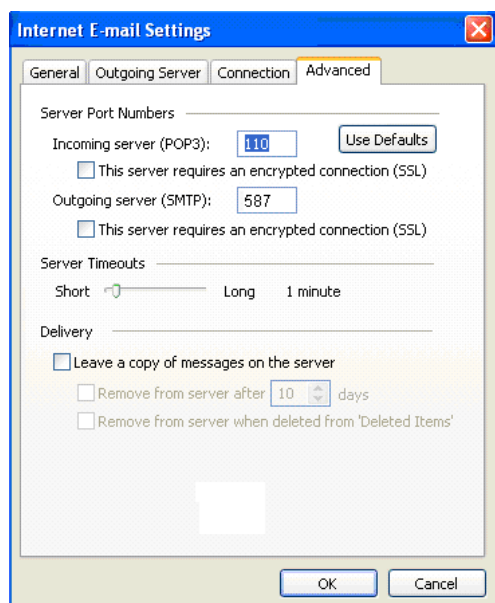 Internet E-mail Settings
General Outgoing Server Connection Advanced
Server Port Numbers
Incoming server (POP3): 110 Use Defaults
This server requires an encrypted connection (SSL)
Outgoing server (SMTP): 587
This server requires an encrypted connection (SSL)
Server Timeouts
Short Long 1 minute
Delivery
Leave a copy of messages on the server
Remove from server after 10 days
Remove from server when deleted from 'Deleted Items'
OK Cancel